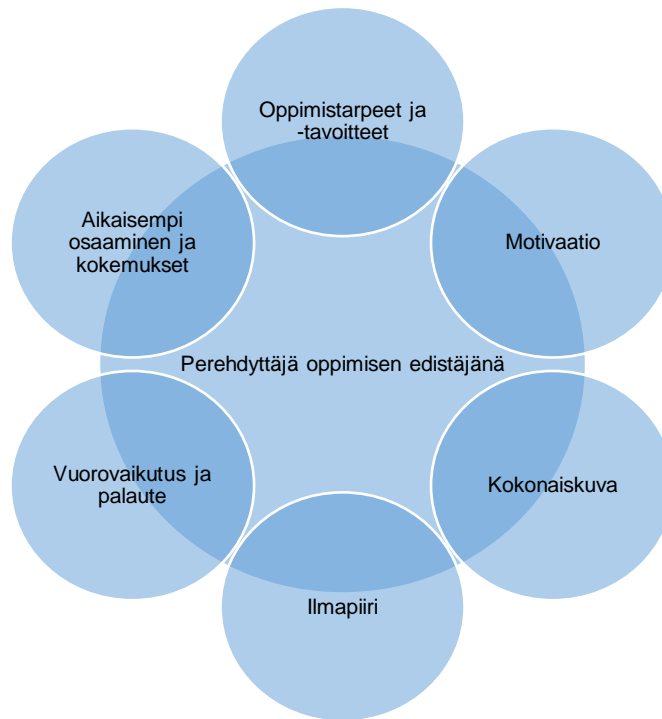 Oppimistarpeet ja
-tavoitteet
Aikaisempi
osaaminen ja
kokemukset
Motivaatio
Perehdyttäjä oppimisen edistäjänä
Vuorovaikutus ja
palaute
Kokonaiskuva
Ilmapiiri